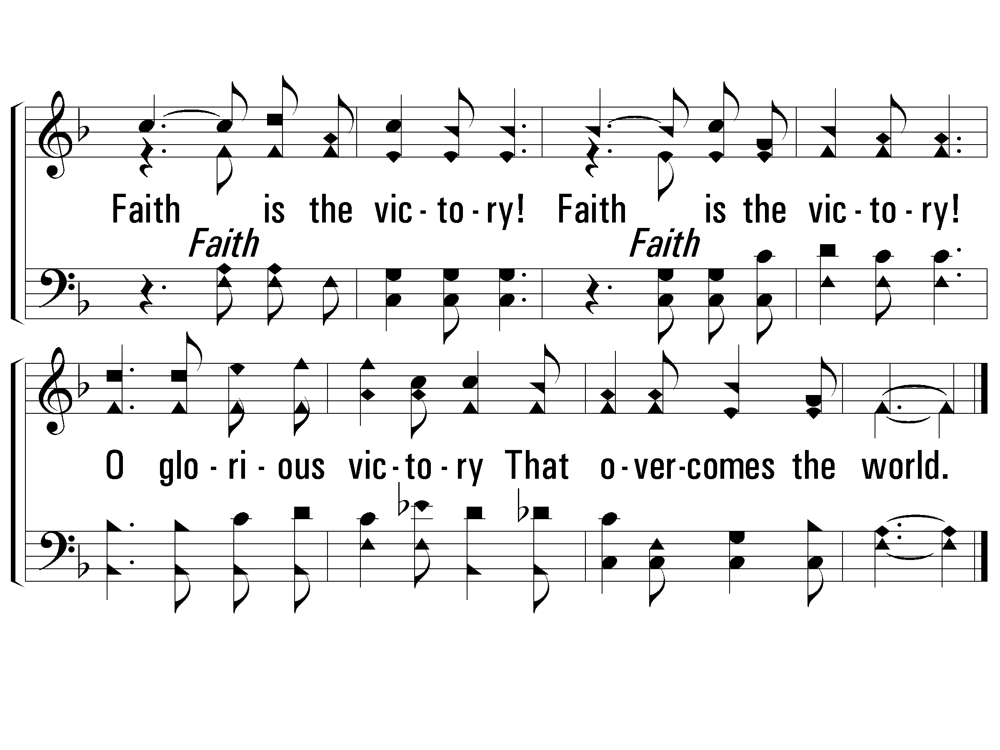 Faith is the vic - to - ry! Faith is the vic - to - ry!
Faith Faith
O glo - ri - ous vic - to - ry That o - ver - comes the world.